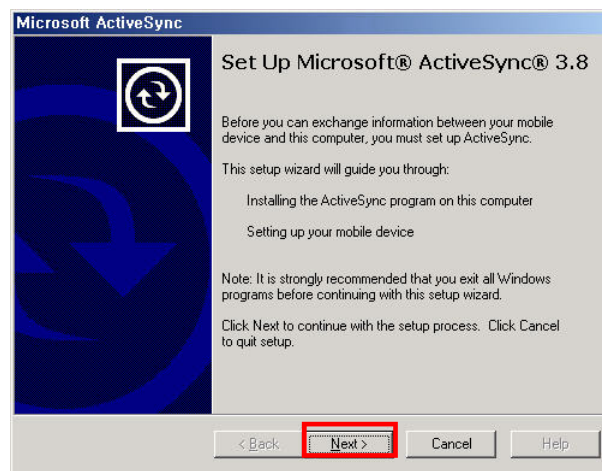 Microsoft ActiveSync
Set Up Microsoft® ActiveSync® 3.8
Before you can exchange information between your mobile
device and this computer, you must set up ActiveSync.
This setup wizard will guide you through:
Installing the ActiveSync program on this computer
Setting up your mobile device
Note: It is strongly recommended that you exit all Windows
programs before continuing with this setup wizard.
Click Next to continue with the setup process. Click Cancel
to quit setup.
< Back Next > Cancel Help